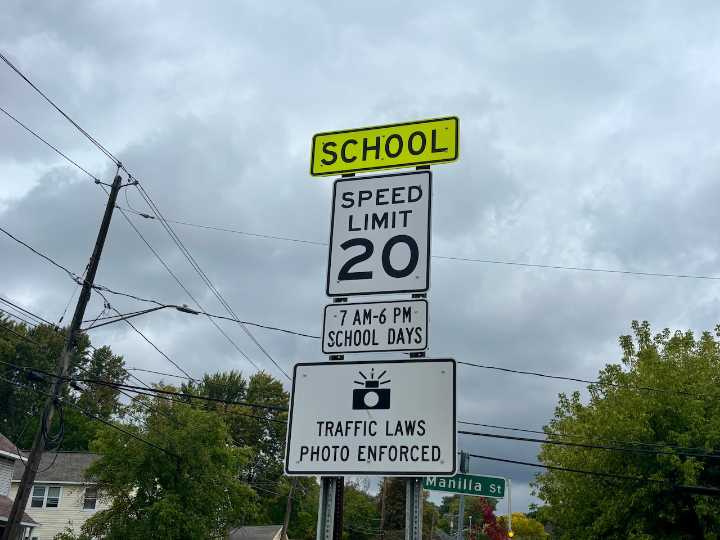 SCHOOL
SPEED
LIMIT
20
7 AM-6 PM
SCHOOL DAYS
TRAFFIC LAWS
PHOTO ENFORCED
Manilla St